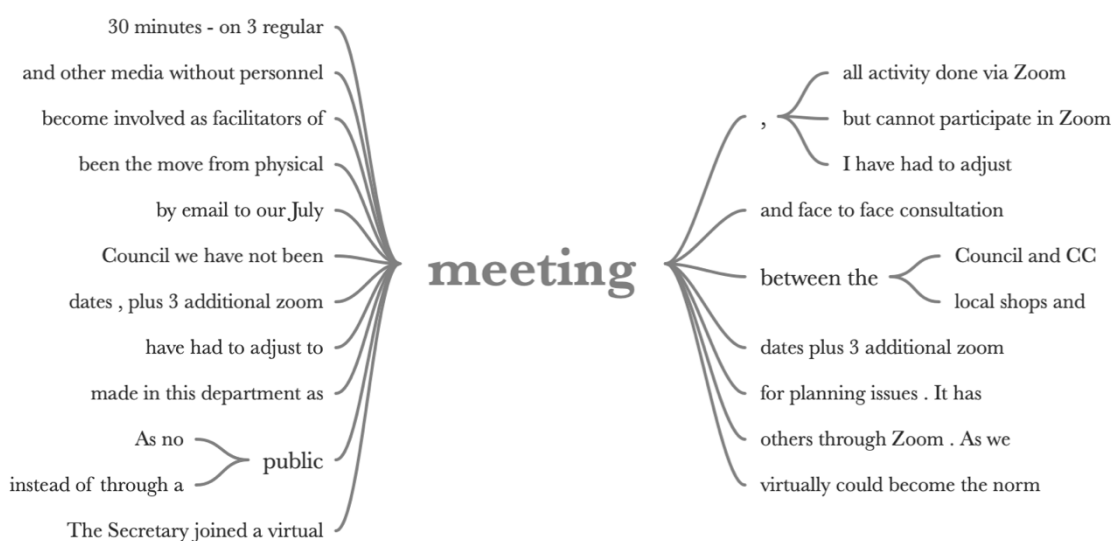 30 minutes - on 3 regular
and other media without personnel
become involved as facilitators of
been the move from physical
by email to our July
Council we have not been
dates , plus 3 additional zoom
have had to adjust to
made in this department as
As no
instead of through a
public
The Secretary joined a virtual
meeting
,
all activity done via Zoom
but cannot participate in Zoom
I have had to adjust
and face to face consultation
between the
Council and CC
local shops and
dates plus 3 additional zoom
for planning issues . It has
others through Zoom . As we
virtually could become the norm